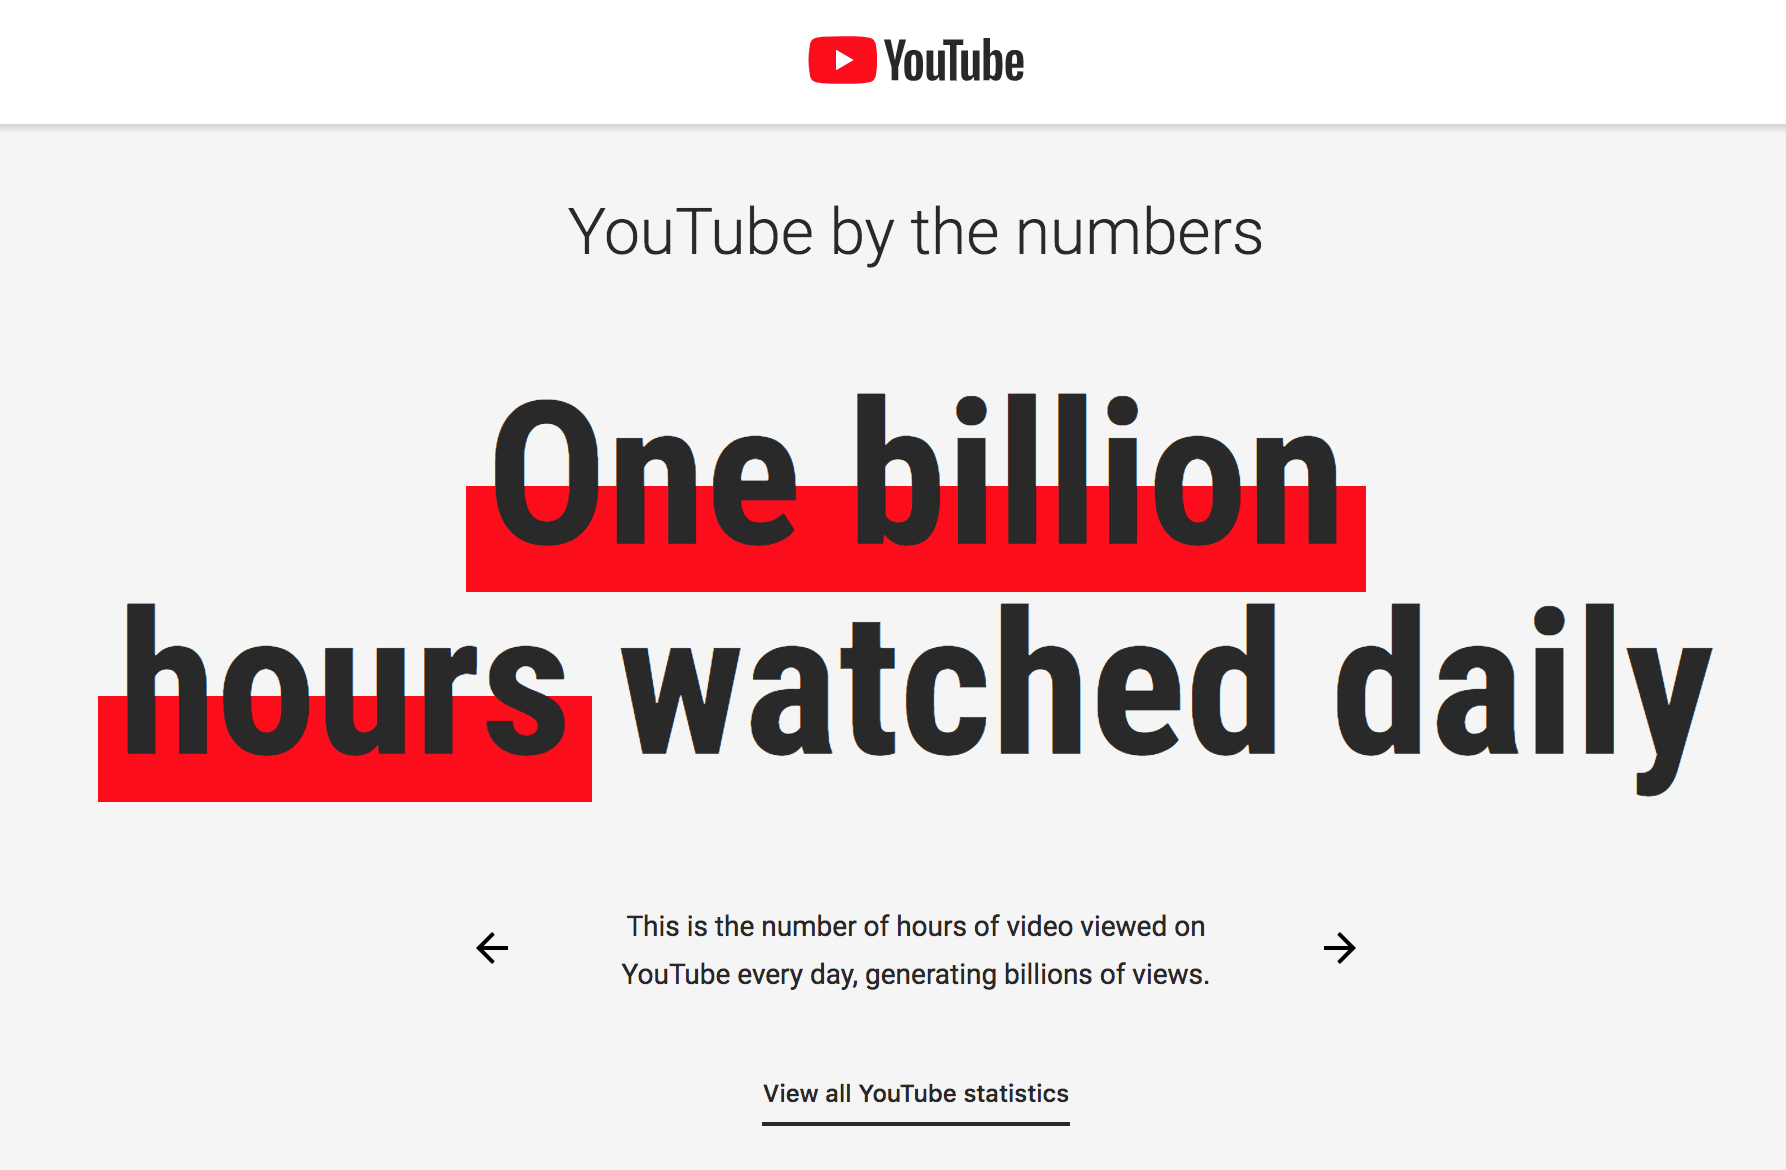 YouTube
YouTube by the numbers
One billion
hours watched daily
This is the number of hours of video viewed on
YouTube every day, generating billions of views.
View all YouTube statistics